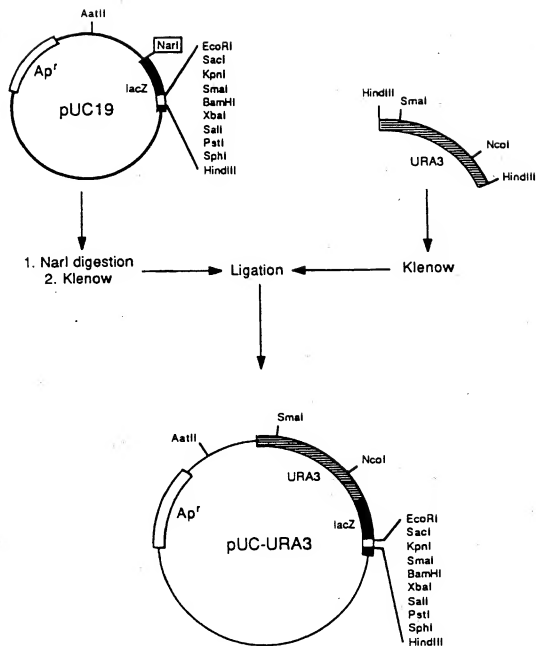 AatII
NarI
Ap^r
lacZ
pUC19
EcoRI
SacI
KpnI
SmaI
BamHI
XbaI
SalI
PstI
SphI
HindIII
HindIII
SmaI
NcoI
URA3
HindIII
1. NarI digestion
2. Klenow
Ligation
Klenow
SmaI
AatII
NcoI
URA3
Ap^r
lacZ
pUC-URA3
EcoRI
SacI
KpnI
SmaI
BamHI
XbaI
SalI
PstI
SphI
HindIII